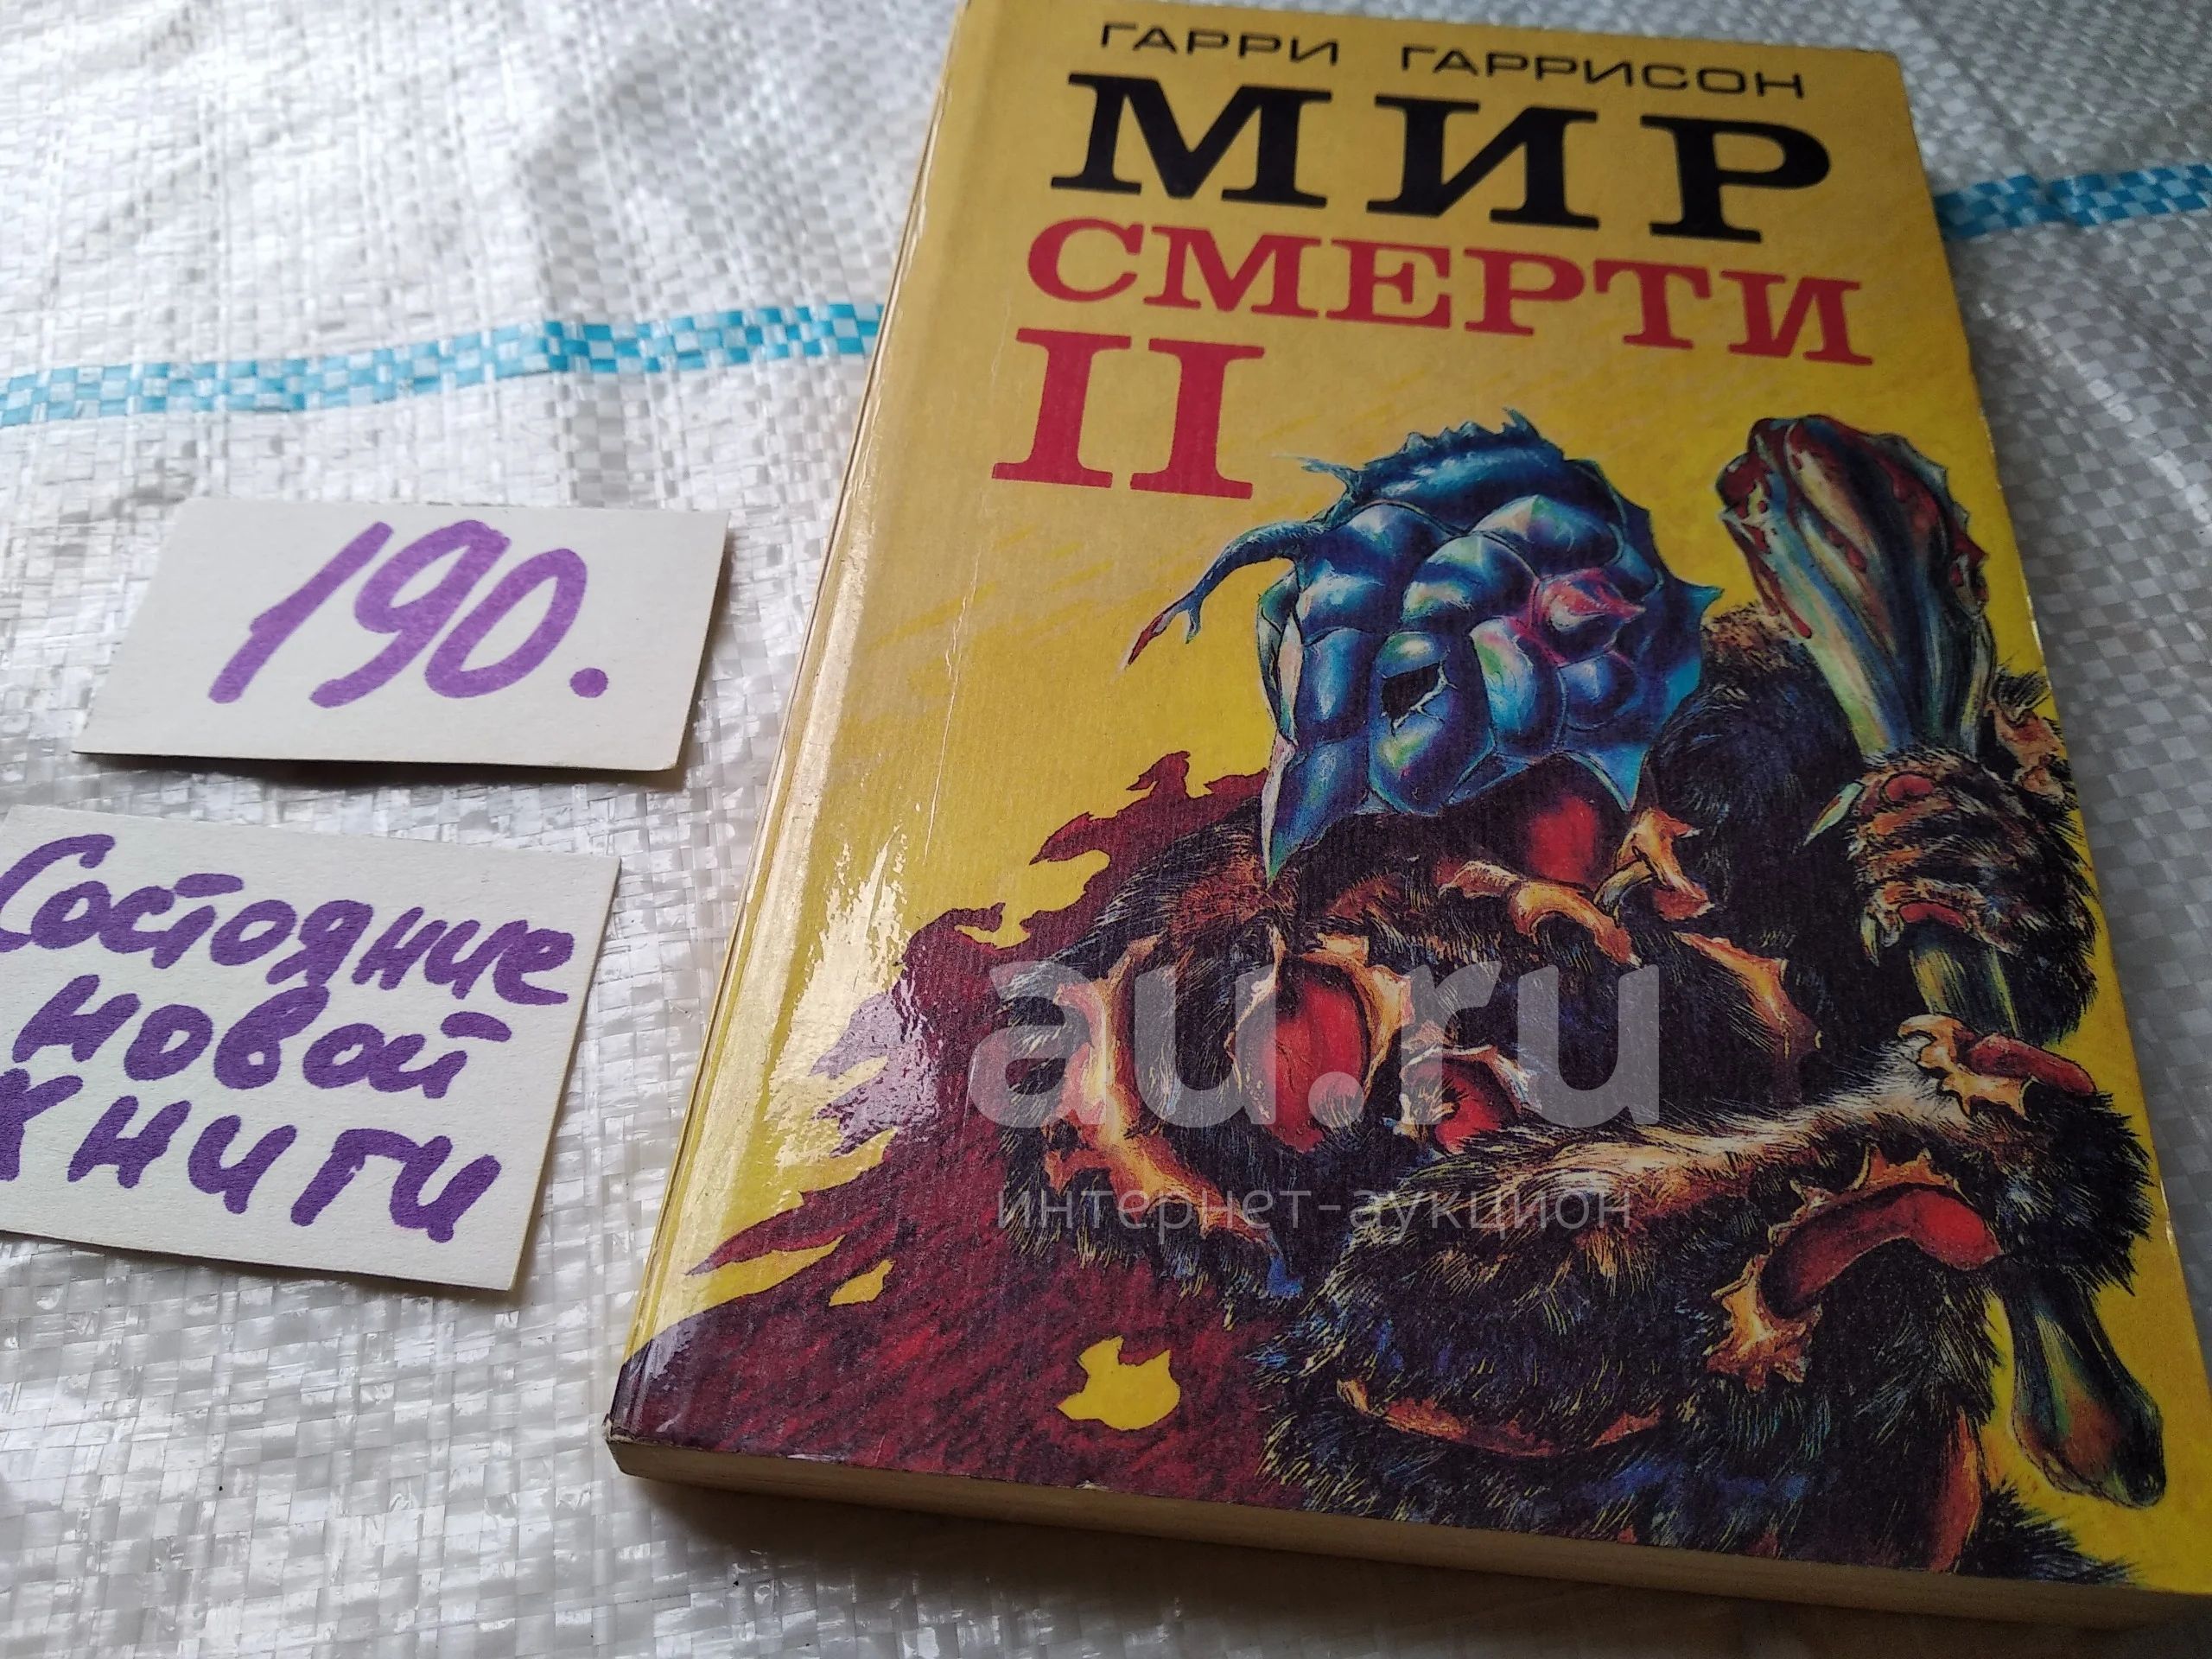 ГАРРИ ГАРРИСОН
МИР
СМЕРТИ
II
190.
Состояние
новой
книги
au.ru
интернет-аукцион